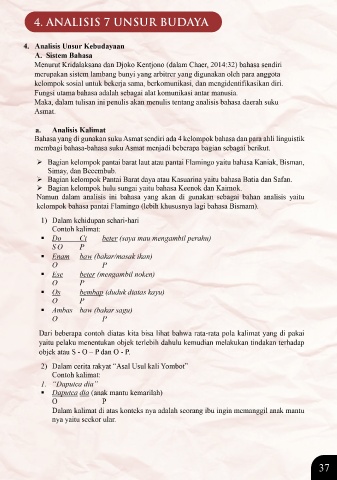 4. ANALISIS 7 UNSUR BUDAYA
4. Analisis Unsur Kebudayaan
A. Sistem Bahasa
Menurut Kridalaksana dan Djoko Kentjono (dalam Chaer, 2014:32) bahasa sendiri
merupakan sistem lambang bunyi yang arbitrer yang digunakan oleh para anggota
kelompok sosial untuk bekerja sama, berkomunikasi, dan mengidentifikasikan diri.
Fungsi utama bahasa adalah sebagai alat komunikasi antar manusia.
Maka, dalam tulisan ini penulis akan menulis tentang analisis bahasa daerah suku
Asmat.
a. Analisis Kalimat
Bahasa yang di gunakan suku Asmat sendiri ada 4 kelompok bahasa dan para ahli linguistik
membagi bahasa-bahasa suku Asmat menjadi beberapa bagian sebagai berikut.
➢ Bagian kelompok pantai barat laut atau pantai Flamingo yaitu bahasa Kaniak, Bisman,
Simay, dan Becembub.
➢ Bagian kelompok Pantai Barat daya atau Kasuarina yaitu bahasa Batia dan Safan.
➢ Bagian kelompok hulu sungai yaitu bahasa Keenok dan Kaimok.
Namun dalam analisis ini bahasa yang akan di gunakan sebagai bahan analisis yaitu
kelompok bahasa pantai Flamingo (lebih khususnya lagi bahasa Bismam).
1) Dalam kehidupan sehari-hari
Contoh kalimat:
▪ Do Ci beter (saya mau mengambil perahu)
S O P
▪ Enam baw (bakar/masak ikan)
O P
▪ Ese beter (mengambil noken)
O P
▪ Os bembap (duduk diatas kayu)
O P
▪ Ambas baw (bakar sagu)
O P
Dari beberapa contoh diatas kita bisa lihat bahwa rata-rata pola kalimat yang di pakai
yaitu pelaku menentukan objek terlebih dahulu kemudian melakukan tindakan terhadap
objek atau S - O – P dan O - P.
2) Dalam cerita rakyat “Asal Usul kali Yombot”
Contoh kalimat:
1. “Daputca dia”
▪ Daputca dia (anak mantu kemarilah)
O P
Dalam kalimat di atas konteks nya adalah seorang ibu ingin memanggil anak mantu
nya yaitu seekor ular.
37